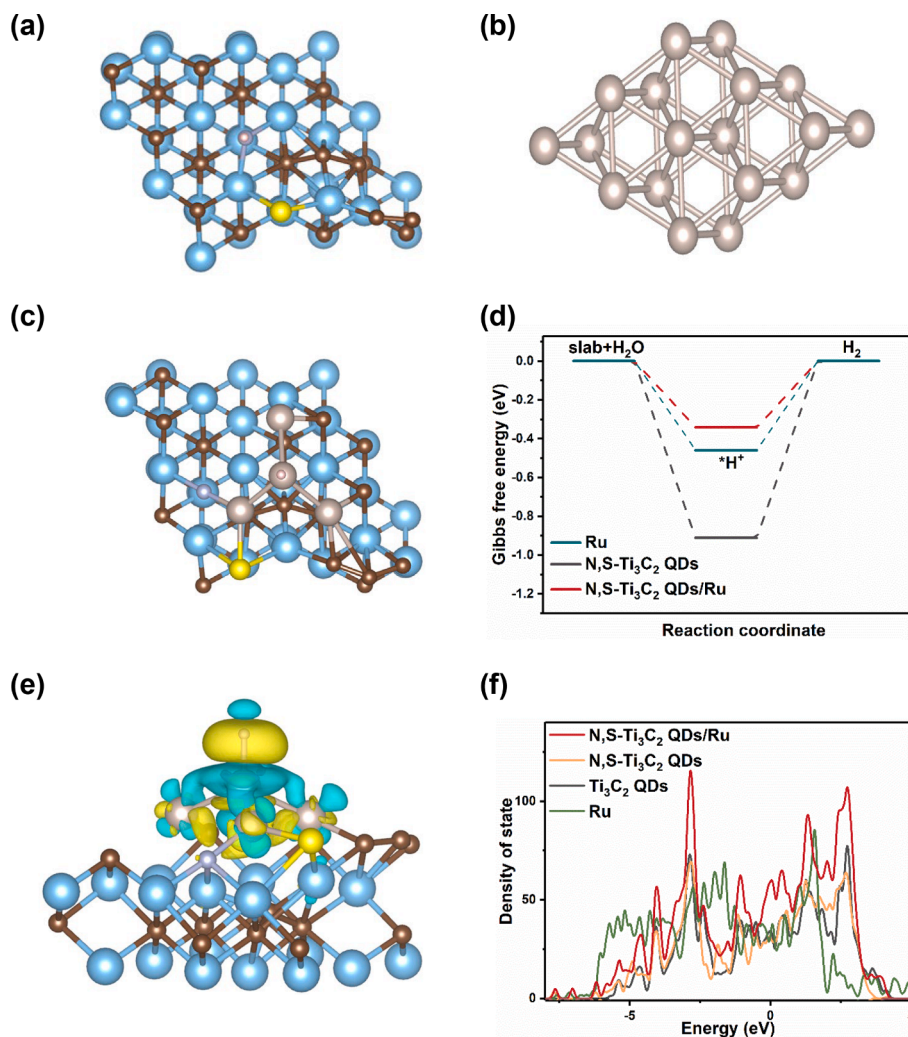 (a)
(b)
(c)
(d)
slab+H₂O
H₂
*H⁺
0.0
-0.2
-0.4
-0.6
-0.8
-1.0
-1.2
Gibbs free energy (eV)
Ru
N,S-Ti₃C₂ QDs
N,S-Ti₃C₂ QDs/Ru
Reaction coordinate
(e)
(f)
N,S-Ti₃C₂ QDs/Ru
N,S-Ti₃C₂ QDs
Ti₃C₂ QDs
Ru
100
50
0
Density of state
-5
0
5
Energy (eV)